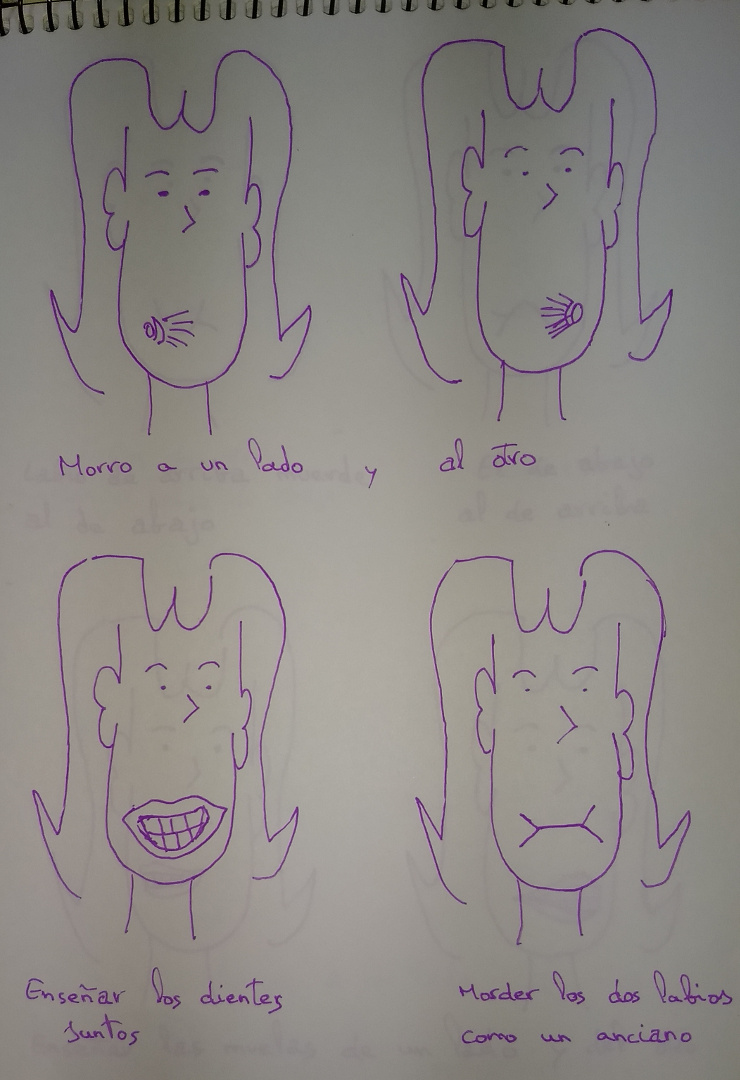 Morro a un lado y al otro
Enseñar los dientes
juntos
Morder los dos labios
como un anciano